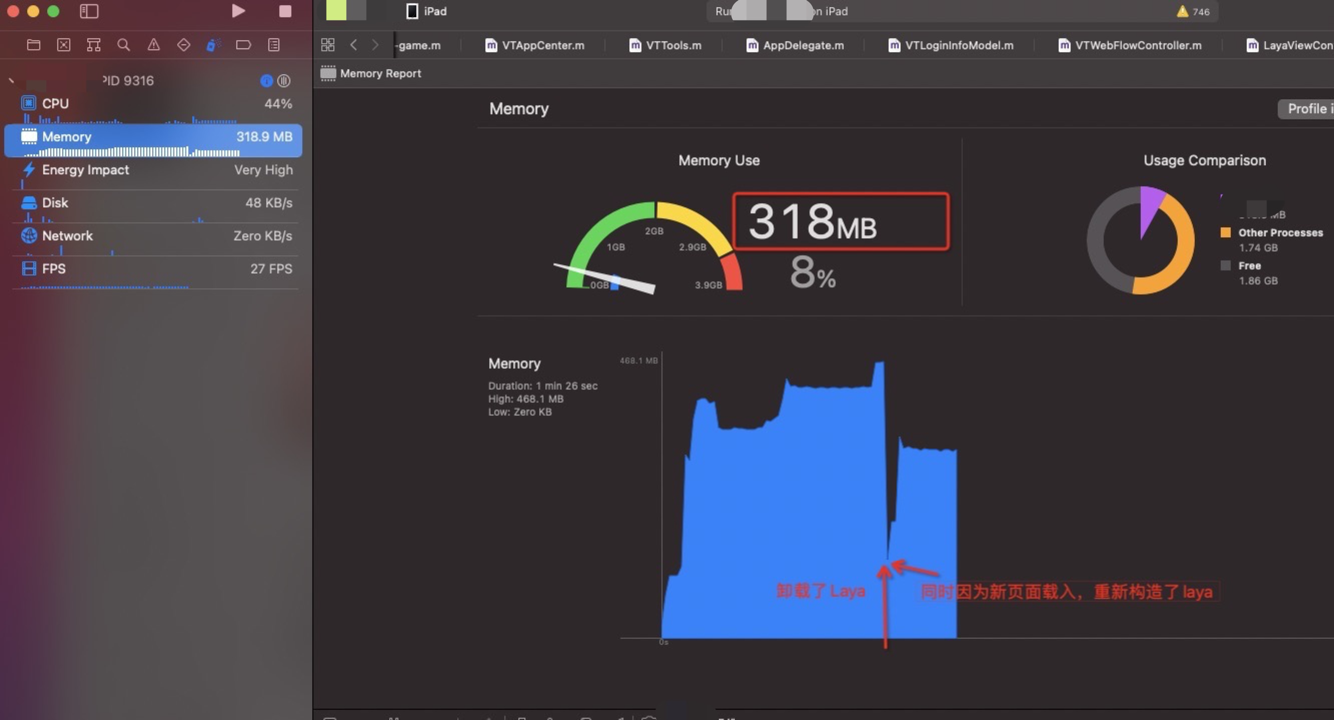 iPad
on iPad
746
-game.m
VTAppCenter.m
VTTools.m
AppDelegate.m
VTLoginInfoModel.m
VTWebFlowController.m
LayaViewCon
Memory Report
PID 9316
CPU
44%
Memory
318.9 MB
Energy Impact
Very High
Disk
48 KB/s
Network
Zero KB/s
FPS
27 FPS
Memory
Profile i
Memory Use
0GB
1GB
2GB
2.9GB
3.9GB
318MB
8%
Usage Comparison
Other Processes
1.74 GB
Free
1.86 GB
Memory
Duration: 1 min 26 sec
High: 468.1 MB
Low: Zero KB
468.1 MB
卸载了 Laya
同时因为新页面载入，重新构造了 laya
0s